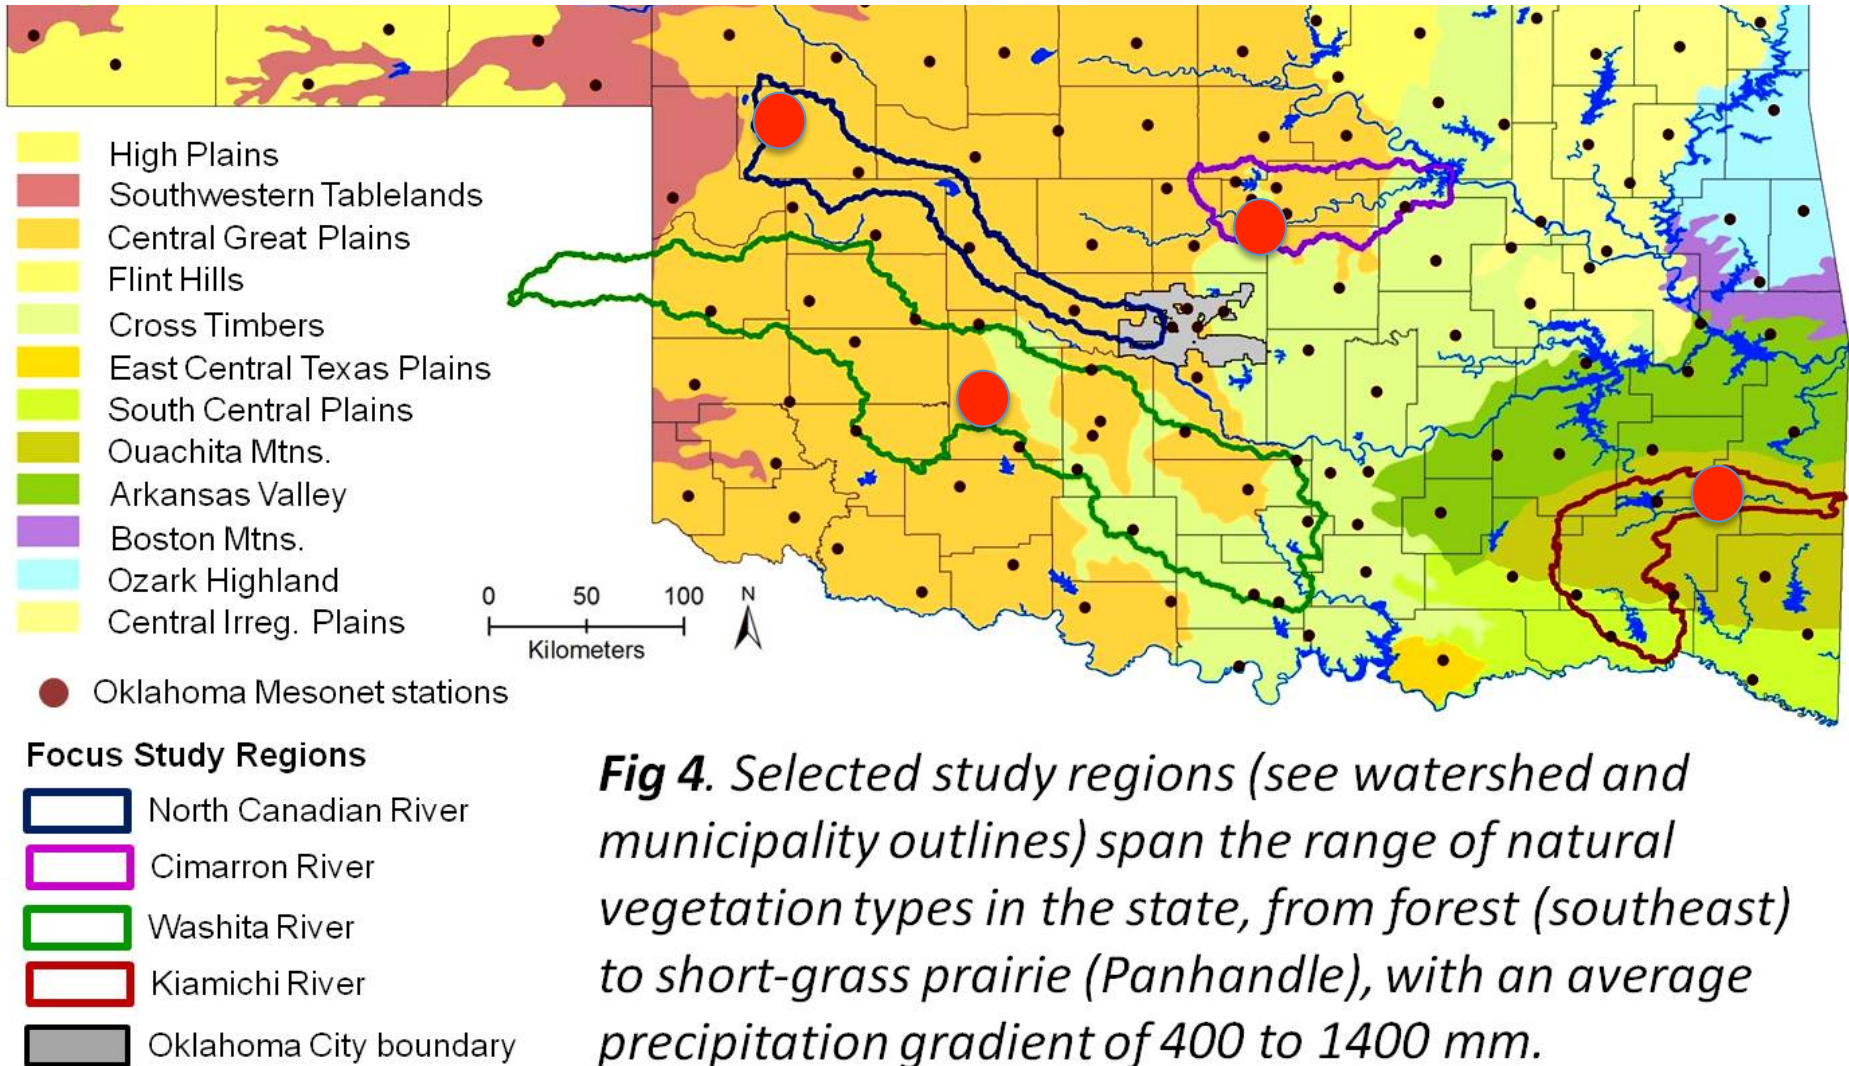 High Plains
Southwestern Tablelands
Central Great Plains
Flint Hills
Cross Timbers
East Central Texas Plains
South Central Plains
Ouachita Mtns.
Arkansas Valley
Boston Mtns.
Ozark Highland
Central Irreg. Plains
0 50 100
Kilometers
N
Oklahoma Mesonet stations
Focus Study Regions
North Canadian River
Cimarron River
Washita River
Kiamichi River
Oklahoma City boundary
Fig 4. Selected study regions (see watershed and
municipality outlines) span the range of natural
vegetation types in the state, from forest (southeast)
to short-grass prairie (Panhandle), with an average
precipitation gradient of 400 to 1400 mm.